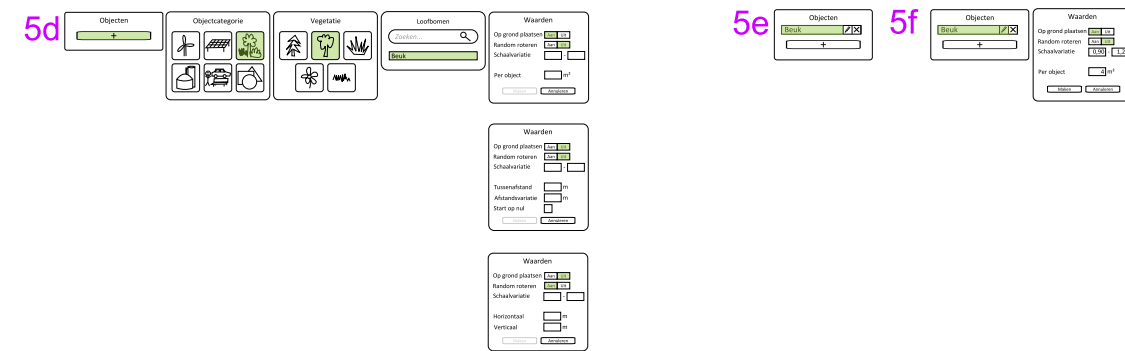 5d
Objecten
+
Objectcategorie
Vegetatie
Loofbomen
Zoeken...
Beuk
Waarden
Op grond plaatsen Aan Uit
Random roteren Aan Uit
Schaalvariatie -
Per object m²
Maken Annuleren
Waarden
Op grond plaatsen Aan Uit
Random roteren Aan Uit
Schaalvariatie -
Tussenafstand m
Afstandsvariatie m
Start op nul
Maken Annuleren
Waarden
Op grond plaatsen Aan Uit
Random roteren Aan Uit
Schaalvariatie -
Horizontaal m
Verticaal m
Maken Annuleren
5e
Objecten
Beuk
+
5f
Objecten
Beuk
+
Waarden
Op grond plaatsen Aan Uit
Random roteren Aan Uit
Schaalvariatie 0,90 - 1,2
Per object 4 m²
Maken Annuleren